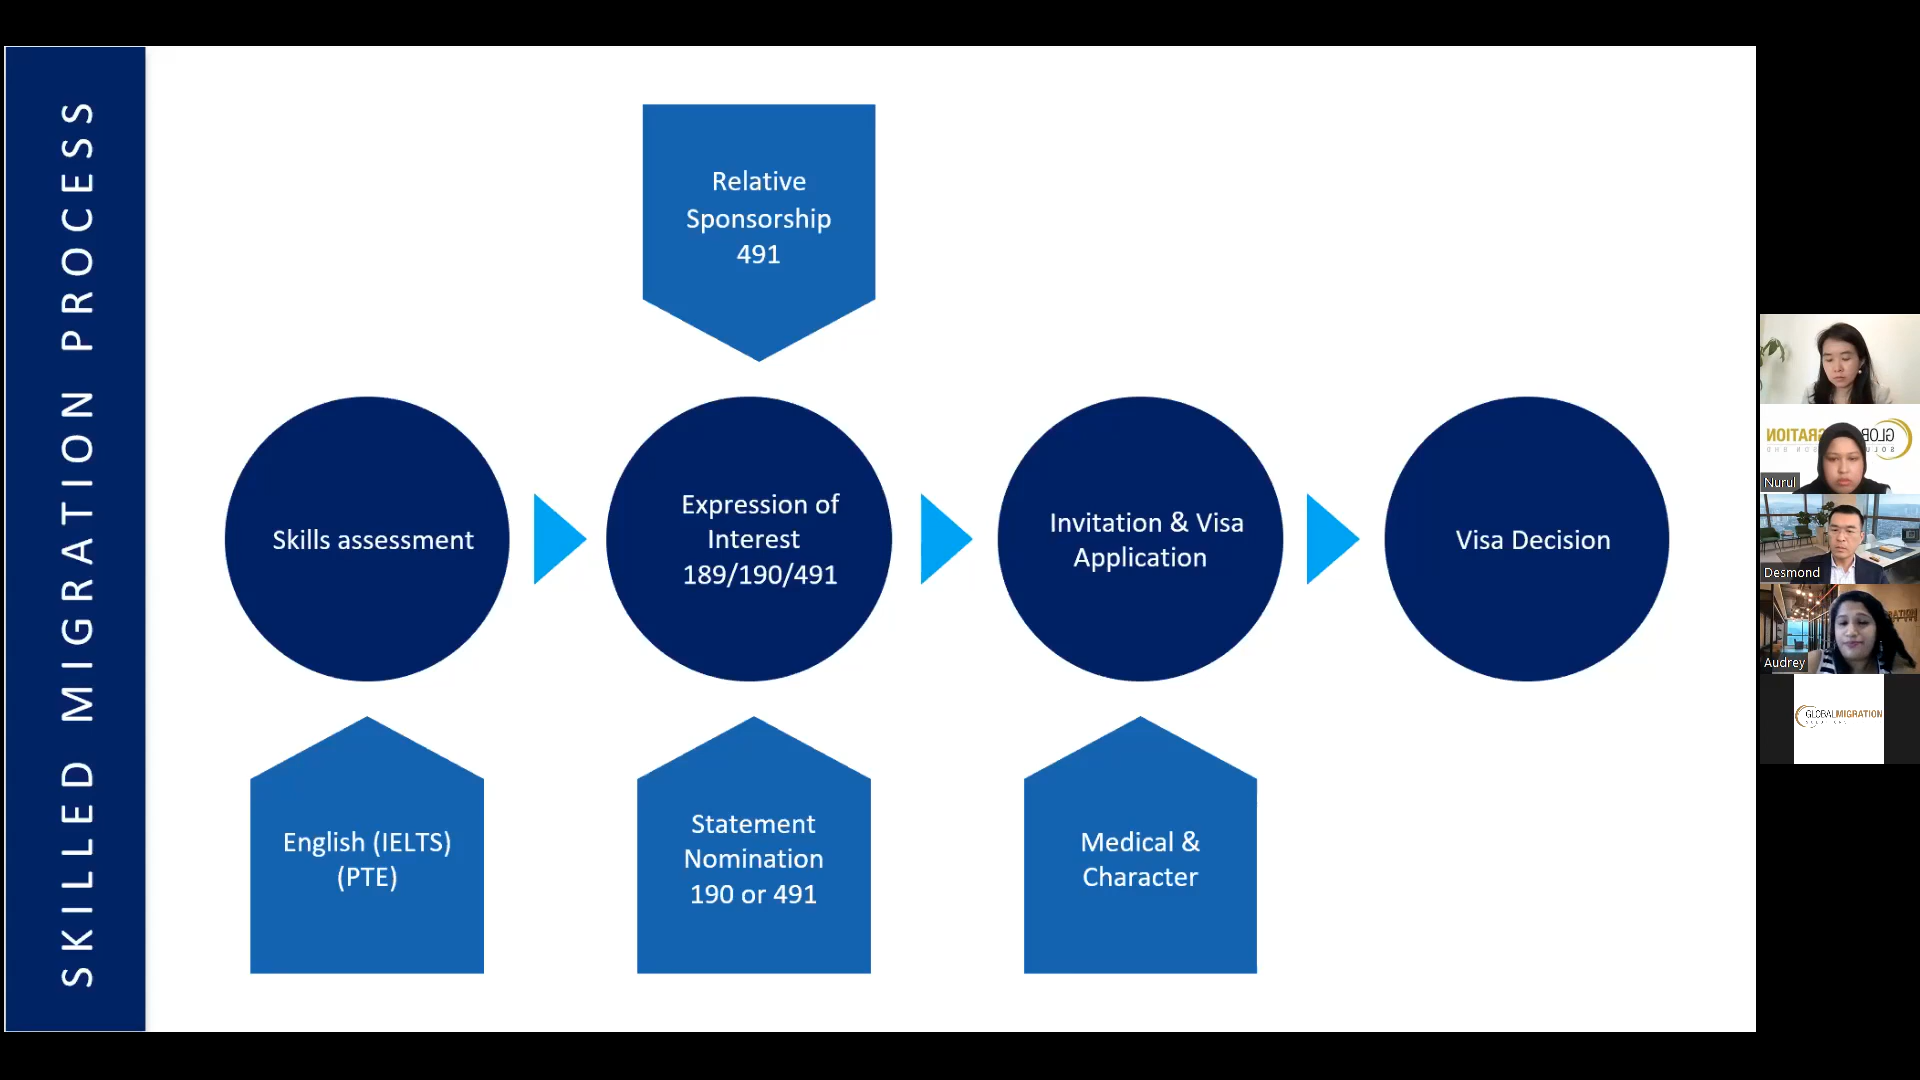 SKILLED MIGRATION PROCESS
Relative
Sponsorship
491
Skills assessment
Expression of
Interest
189/190/491
Invitation & Visa
Application
Visa Decision
English (IELTS)
(PTE)
Statement
Nomination
190 or 491
Medical &
Character
Nurul
Desmond
Audrey
GLOBALMIGRATION